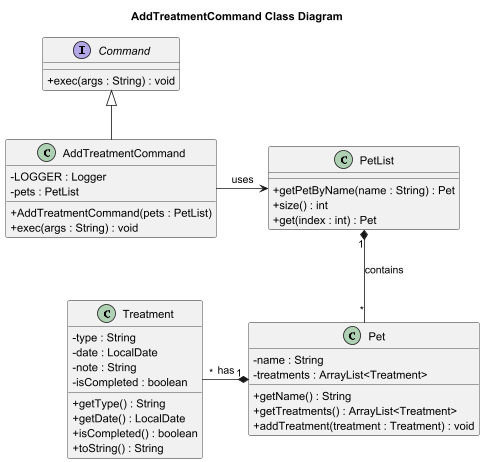 AddTreatmentCommand Class Diagram
I Command
+exec(args : String) : void
C AddTreatmentCommand
-LOGGER : Logger
-pets : PetList
+AddTreatmentCommand(pets : PetList)
+exec(args : String) : void
uses
C PetList
+getPetByName(name : String) : Pet
+size() : int
+get(index : int) : Pet
1
contains
*
C Treatment
-type : String
-date : LocalDate
-note : String
-isCompleted : boolean
+getType() : String
+getDate() : LocalDate
+isCompleted() : boolean
+toString() : String
* has 1
C Pet
-name : String
-treatments : ArrayList<Treatment>
+getName() : String
+getTreatments() : ArrayList<Treatment>
+addTreatment(treatment : Treatment) : void